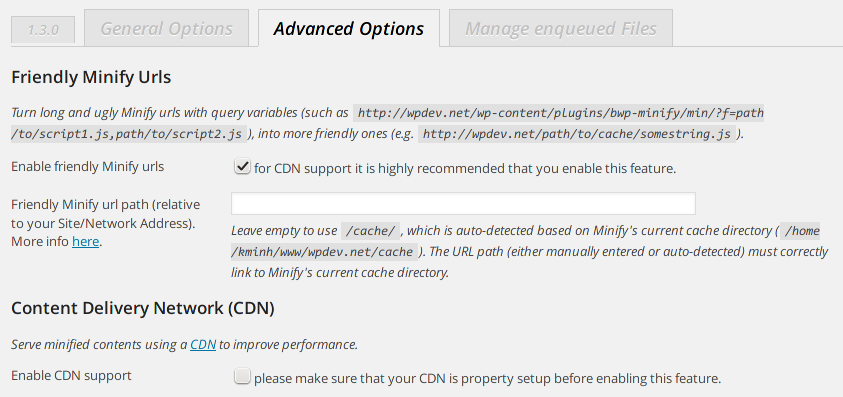 1.3.0 General Options Advanced Options Manage enqueued Files
Friendly Minify Urls
Turn long and ugly Minify urls with query variables (such as http://wpdev.net/wp-content/plugins/bwp-minify/min/?f=path
/to/script1.js,path/to/script2.js ), into more friendly ones (e.g. http://wpdev.net/path/to/cache/somestring.js ).
Enable friendly Minify urls for CDN support it is highly recommended that you enable this feature.
Friendly Minify url path (relative
to your Site/Network Address).
More info here.
Leave empty to use /cache/ , which is auto-detected based on Minify's current cache directory ( /home
/kminh/www/wpdev.net/cache ). The URL path (either manually entered or auto-detected) must correctly
link to Minify's current cache directory.
Content Delivery Network (CDN)
Serve minified contents using a CDN to improve performance.
Enable CDN support please make sure that your CDN is property setup before enabling this feature.